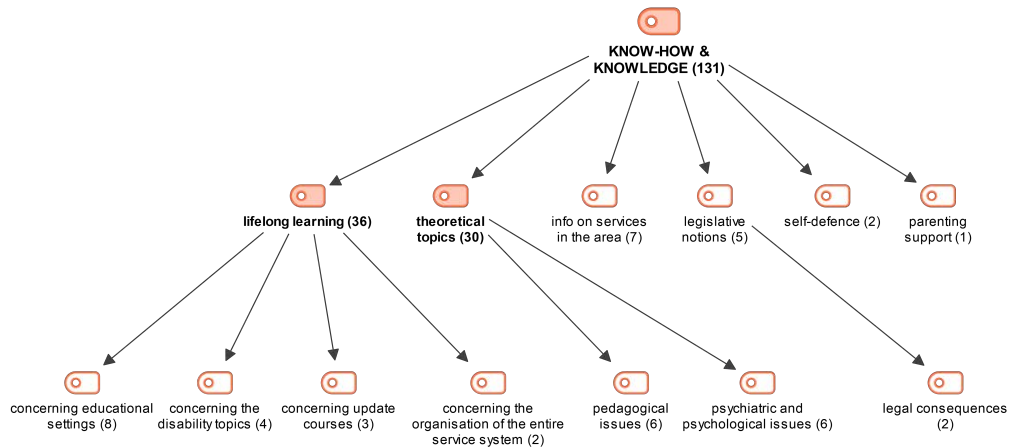 KNOW-HOW &
KNOWLEDGE (131)
lifelong learning (36)
theoretical
topics (30)
info on services
in the area (7)
legislative
notions (5)
self-defence (2)
parenting
support (1)
concerning educational
settings (8)
concerning the
disability topics (4)
concerning update
courses (3)
concerning the
organisation of the entire
service system (2)
pedagogical
issues (6)
psychiatric and
psychological issues (6)
legal consequences
(2)